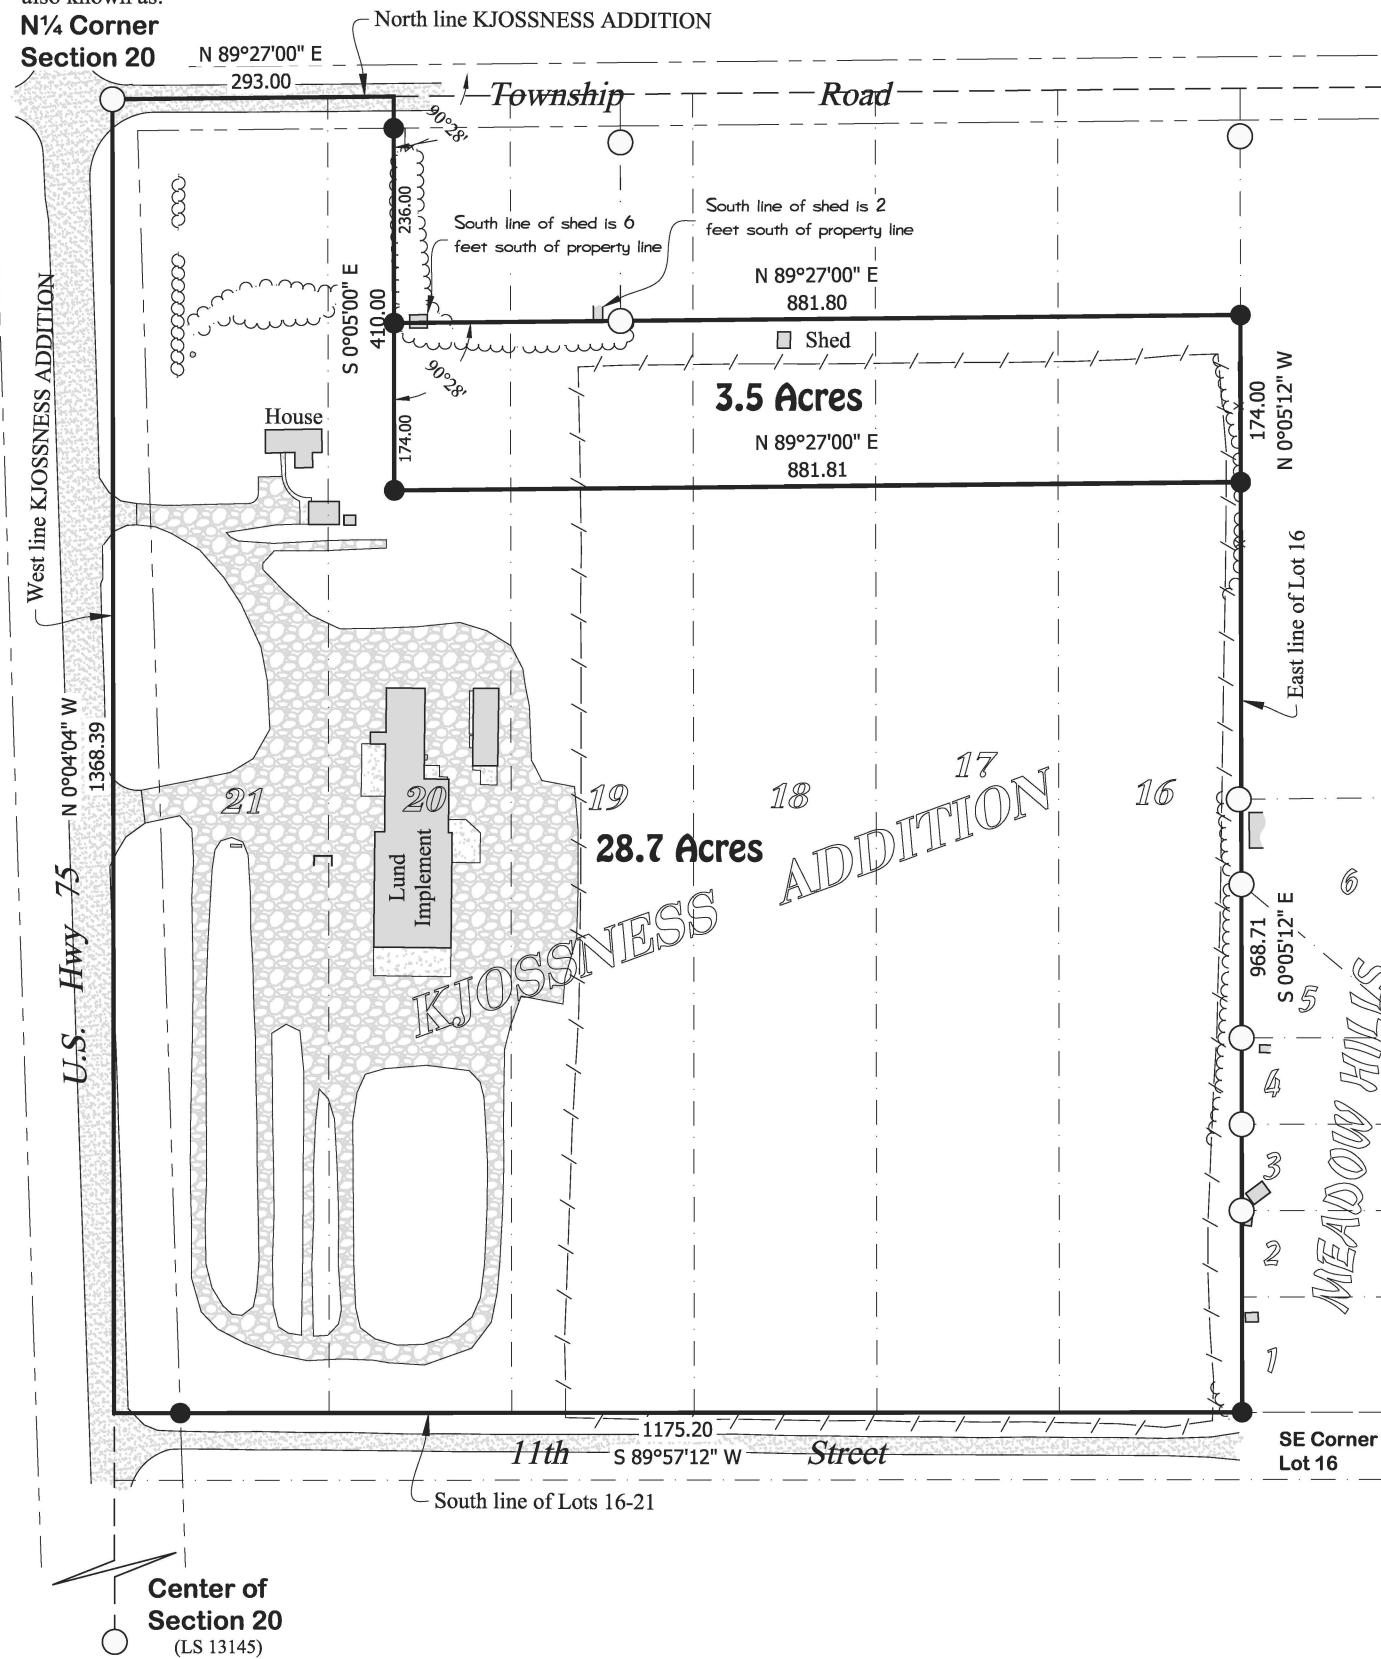 also known as:
N¼ Corner
Section 20
North line KJOSSNESS ADDITION
N 89°27'00" E
293.00
Township Road
90°28'
236.00
South line of shed is 6
feet south of property line
South line of shed is 2
feet south of property line
N 89°27'00" E
881.80
S 0°05'00" E
410.00
Shed
90°28'
3.5 Acres
174.00
N 89°27'00" E
881.81
174.00
N 0°05'12" W
House
West line KJOSSNESS ADDITION
East line of Lot 16
N 0°04'04" W
1368.39
21
20
19
18
17
16
28.7 Acres
Lund
Implement
KJOSSNESS ADDITION
U.S. Hwy 75
968.71
S 0°05'12" E
6
5
4
3
2
1
MEADOW HILLS
1175.20
11th Street
S 89°57'12" W
SE Corner
Lot 16
South line of Lots 16-21
Center of
Section 20
(LS 13145)